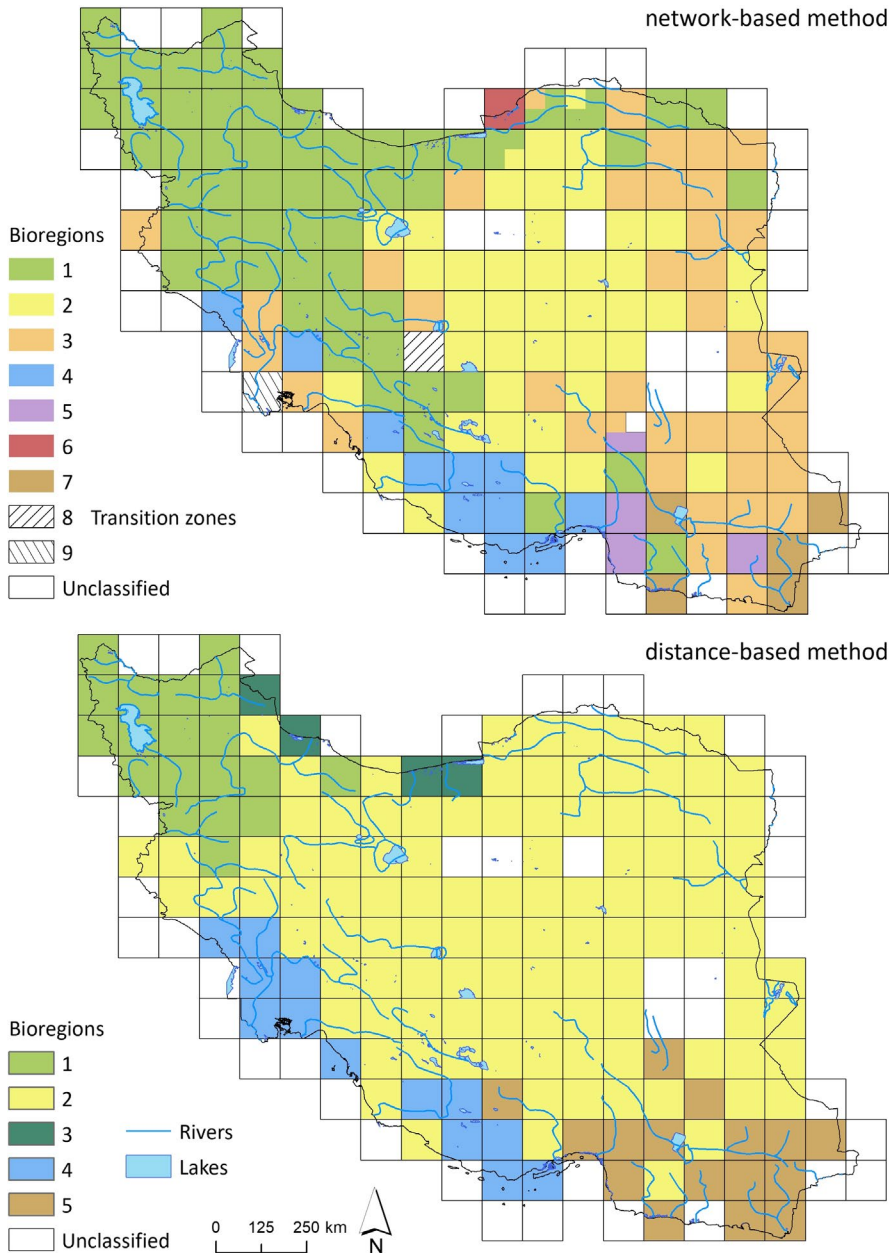 network-based method
Bioregions
1
2
3
4
5
6
7
8 Transition zones
9
Unclassified
distance-based method
Bioregions
1
2
3
4
5
Unclassified
Rivers
Lakes
0 125 250 km
N